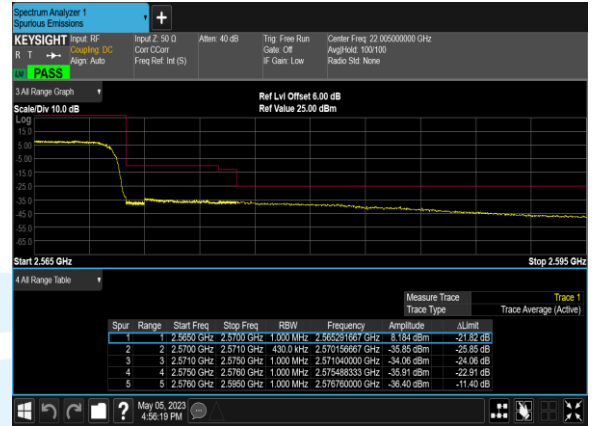 Spectrum Analyzer 1
Spurious Emissions
KEYSIGHT Input: RF Input Z: 50 Ω Atten: 40 dB Trig: Free Run Center Freq: 22.005000000 GHz
R T Coupling: DC Corr CCorr Gate: Off Avg|Hold: 100/100
Align: Auto Freq Ref: Int (S) IF Gain: Low Radio Std: None
PASS
3 All Range Graph
Ref Lvl Offset 6.00 dB
Scale/Div 10.0 dB Ref Value 25.00 dBm
Log
15.0
5.00
-5.00
-15.0
-25.0
-35.0
-45.0
-55.0
-65.0
Start 2.565 GHz Stop 2.595 GHz
4 All Range Table
Measure Trace Trace 1
Trace Type Trace Average (Active)
Spur Range Start Freq Stop Freq RBW Frequency Amplitude ΔLimit
1 1 2.5650 GHz 2.5700 GHz 1.000 MHz 2.565291667 GHz 8.184 dBm -21.82 dB
2 2 2.5700 GHz 2.5710 GHz 430.0 kHz 2.570156667 GHz -35.85 dBm -25.85 dB
3 3 2.5710 GHz 2.5750 GHz 1.000 MHz 2.571040000 GHz -34.06 dBm -24.06 dB
4 4 2.5750 GHz 2.5760 GHz 1.000 MHz 2.575488333 GHz -35.91 dBm -22.91 dB
5 5 2.5760 GHz 2.5950 GHz 1.000 MHz 2.576760000 GHz -36.40 dBm -11.40 dB
May 05, 2023
4:56:19 PM